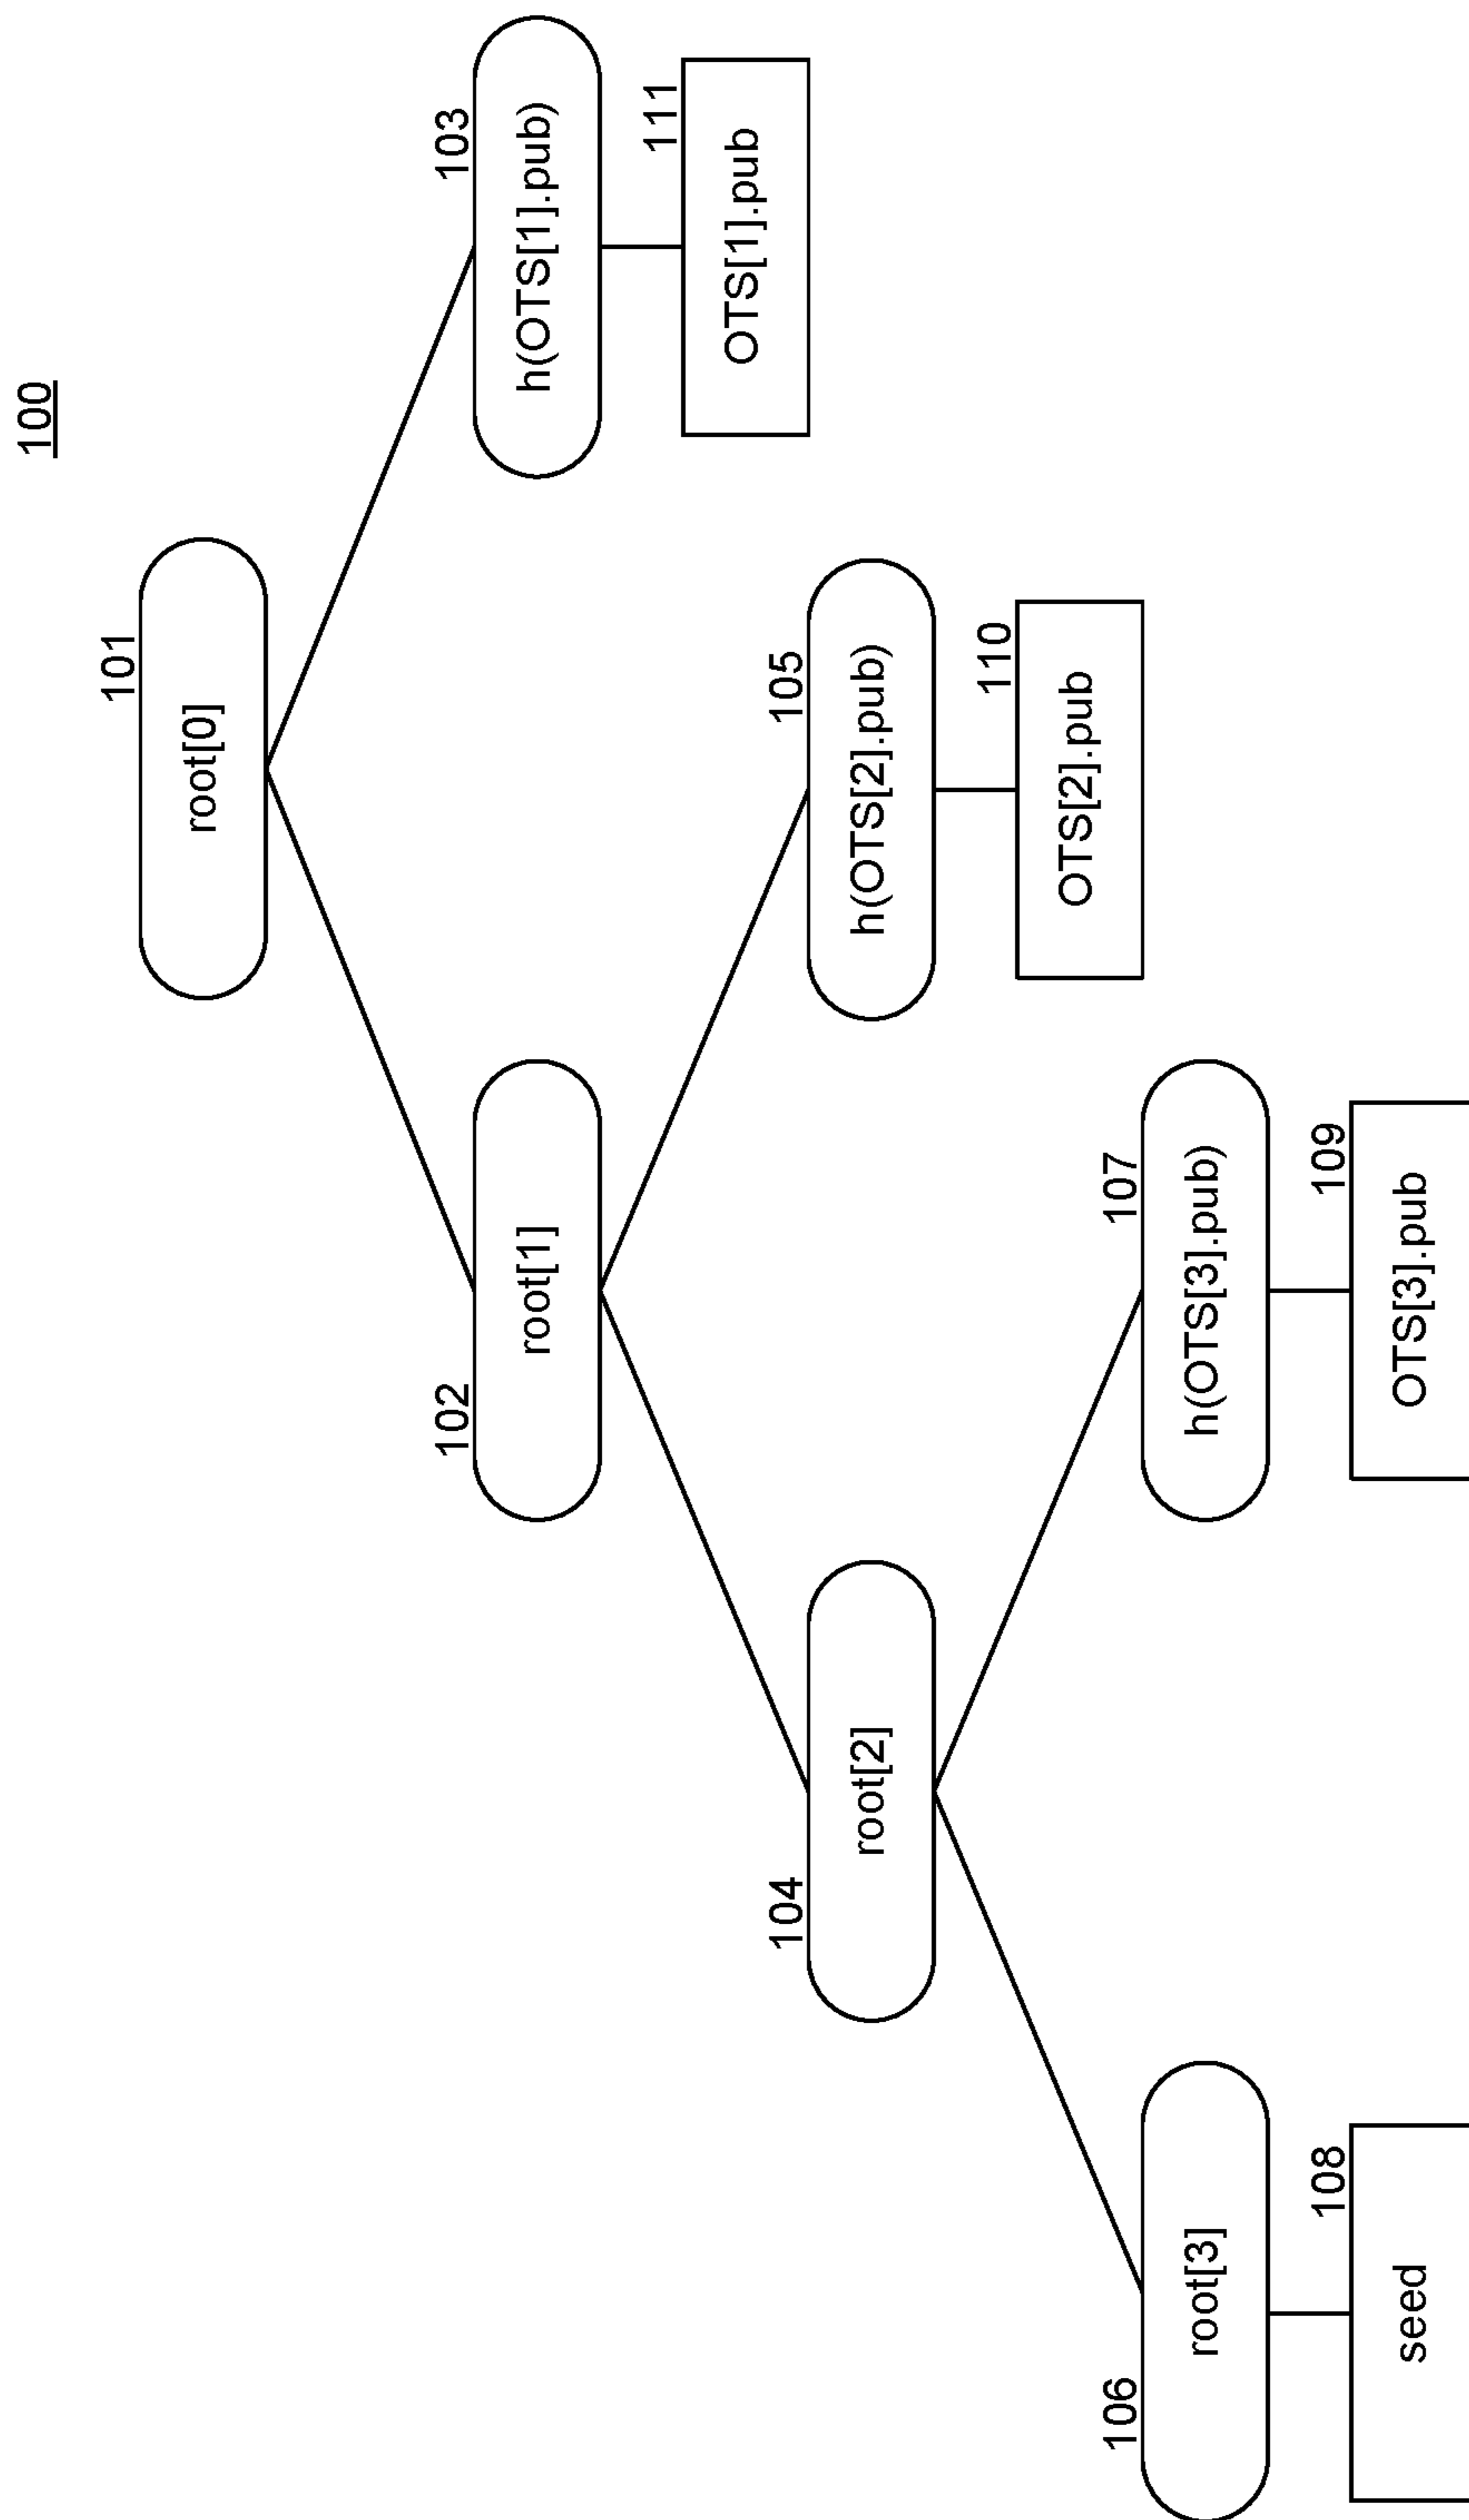 100
101
root[0]
102
root[1]
103
h(OTS[1].pub)
111
OTS[1].pub
104
root[2]
105
h(OTS[2].pub)
110
OTS[2].pub
106
root[3]
107
h(OTS[3].pub)
108
seed
109
OTS[3].pub